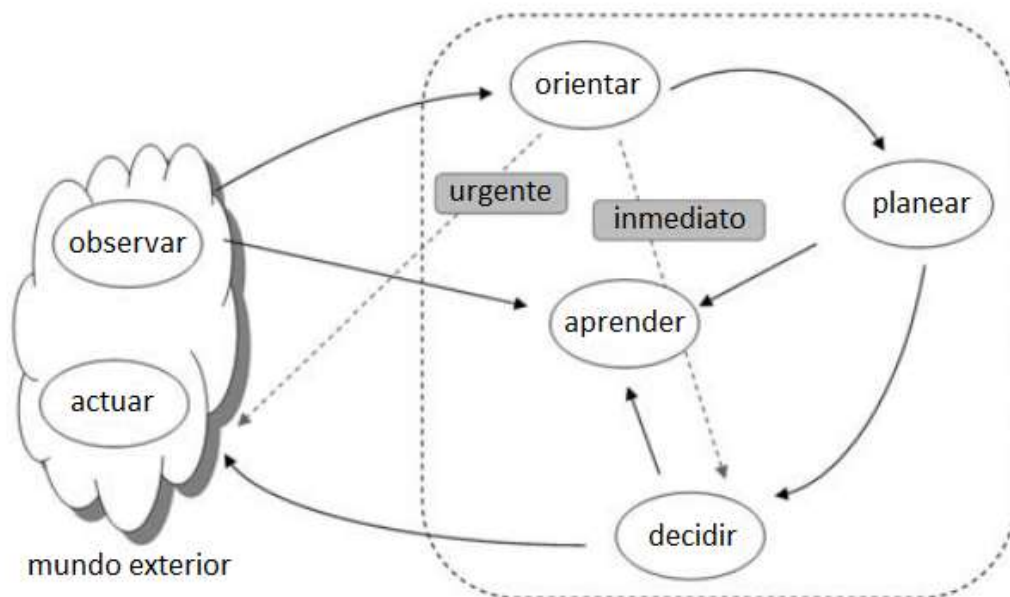 orientar
urgente
planear
inmediato
observar
aprender
actuar
decidir
mundo exterior